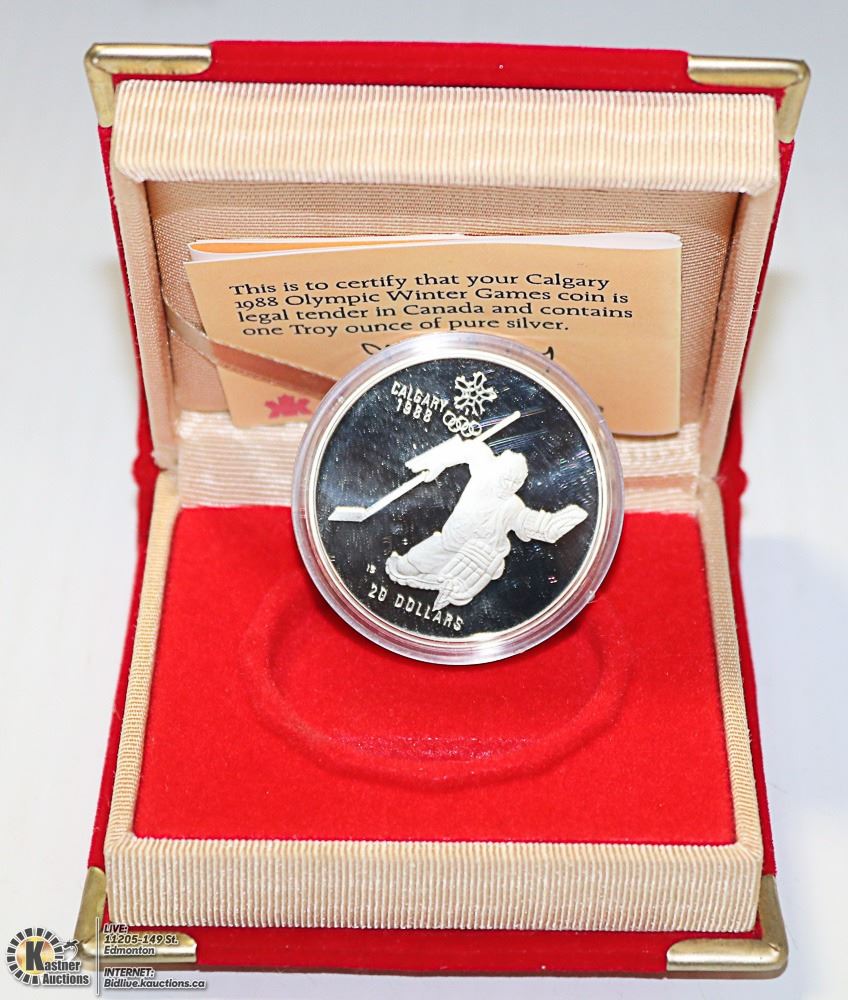 This is to certify that your Calgary
1988 Olympic Winter Games coin is
legal tender in Canada and contains
one Troy ounce of pure silver.
CALGARY
1988
20 DOLLARS
Kastner
Auctions
LIVE:
11205-149 St.
Edmonton
INTERNET:
Bidlive.kauctions.ca